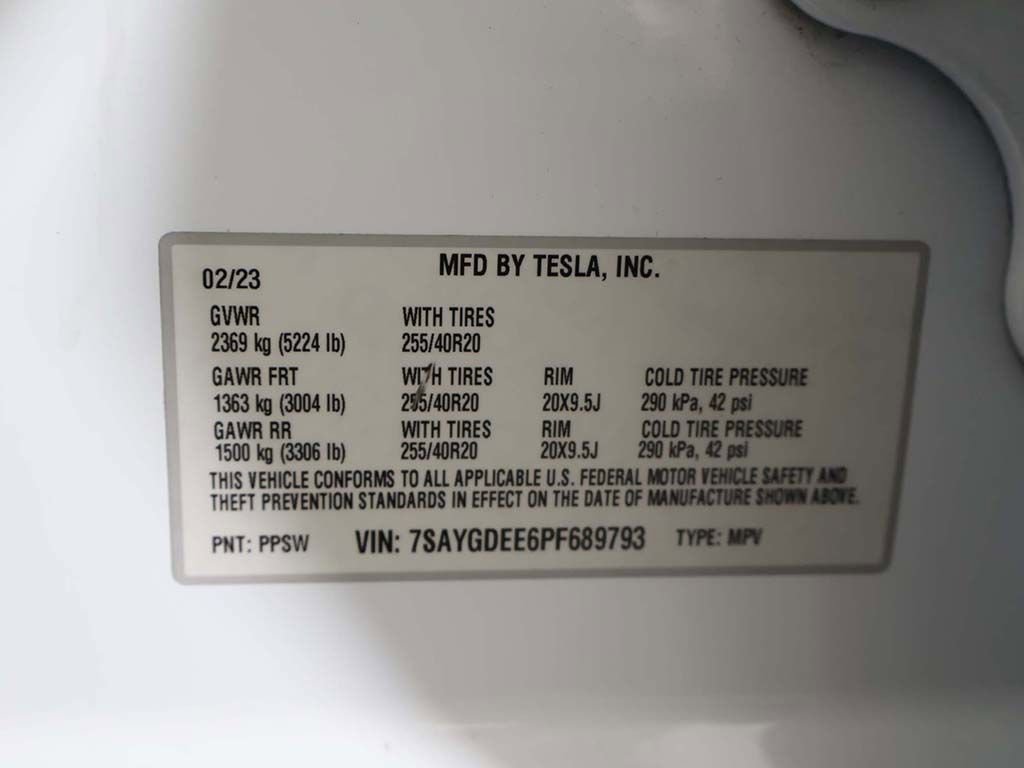 MFD BY TESLA, INC.
02/23
GVWR WITH TIRES
2369 kg (5224 lb) 255/40R20
GAWR FRT WITH TIRES RIM COLD TIRE PRESSURE
1363 kg (3004 lb) 255/40R20 20X9.5J 290 kPa, 42 psi
GAWR RR WITH TIRES RIM COLD TIRE PRESSURE
1500 kg (3306 lb) 255/40R20 20X9.5J 290 kPa, 42 psi
THIS VEHICLE CONFORMS TO ALL APPLICABLE U.S. FEDERAL MOTOR VEHICLE SAFETY AND
THEFT PREVENTION STANDARDS IN EFFECT ON THE DATE OF MANUFACTURE SHOWN ABOVE.
PNT: PPSW VIN: 7SAYGDEE6PF689793 TYPE: MPV